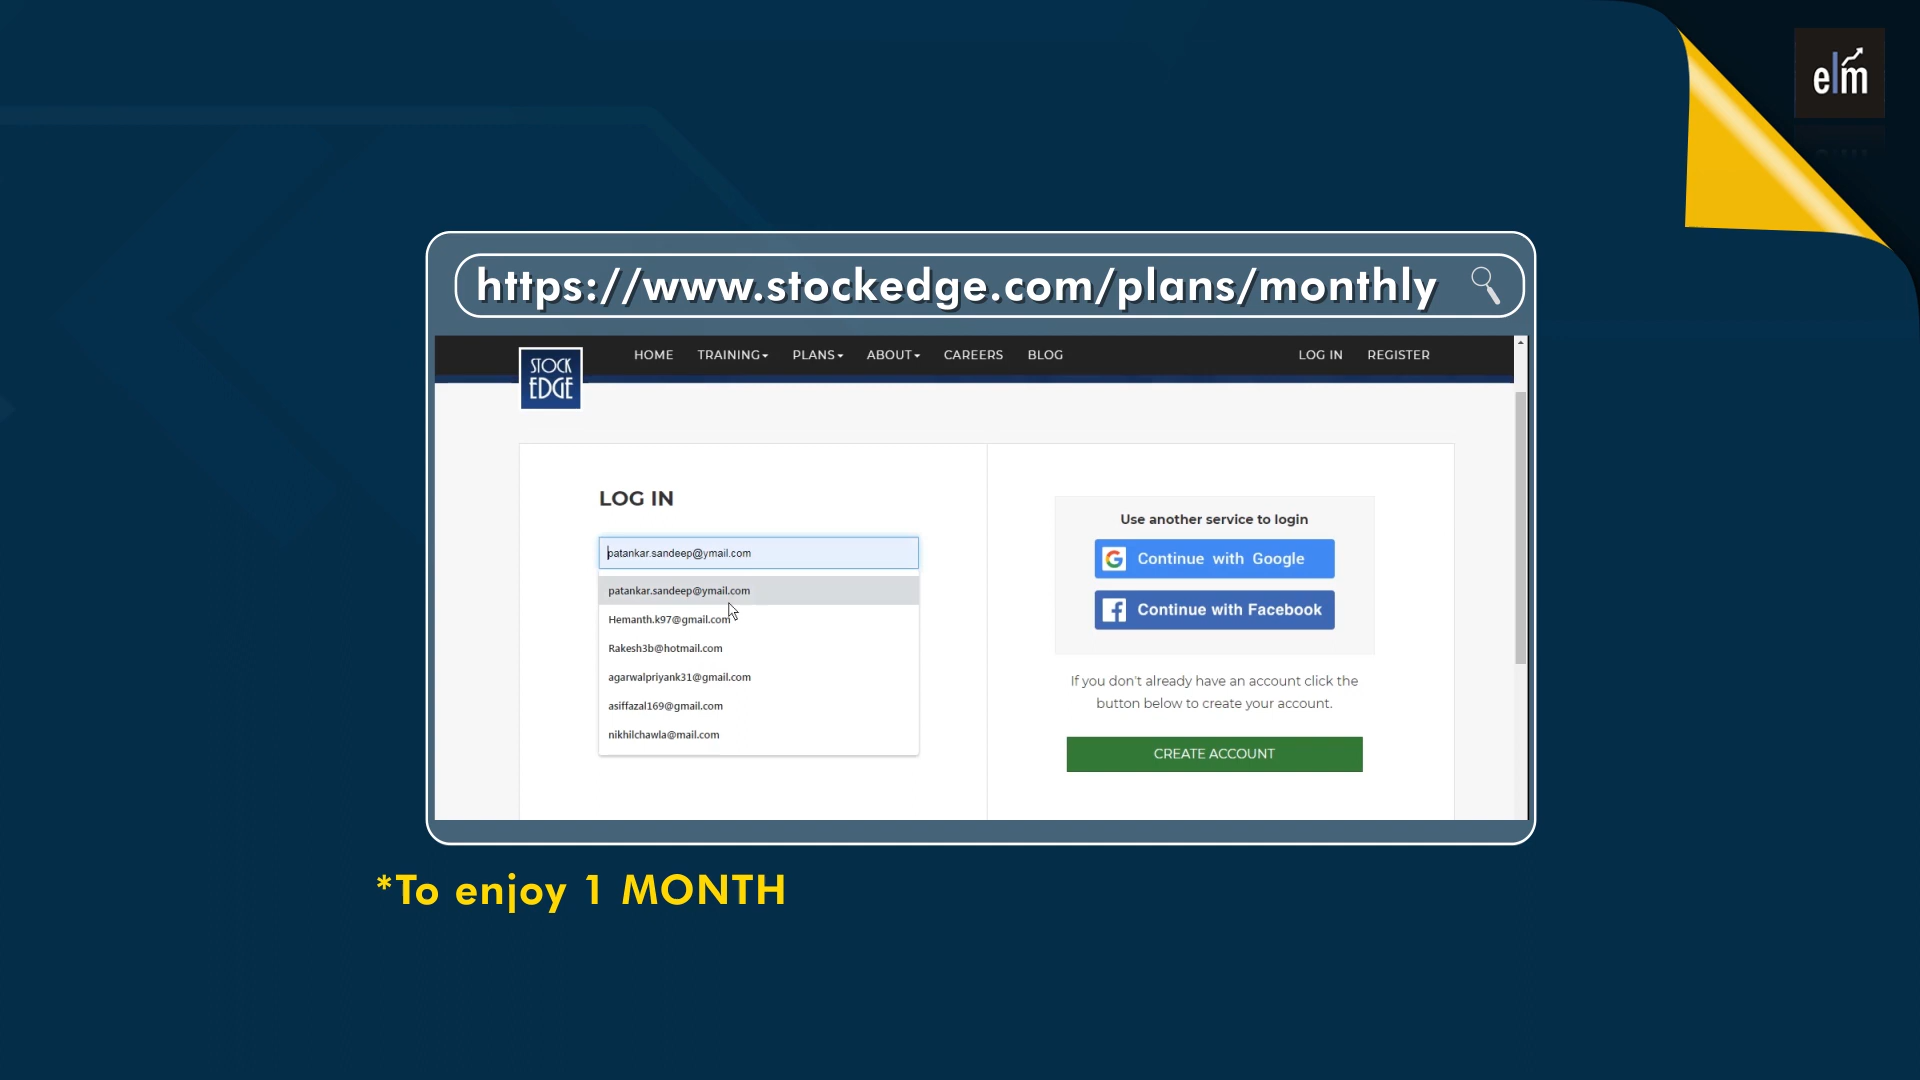 elm
https://www.stockedge.com/plans/monthly
STOCK
EDGE
HOME TRAINING PLANS ABOUT CAREERS BLOG LOG IN REGISTER
LOG IN
patankar.sandeep@ymail.com
patankar.sandeep@ymail.com
Hemanth.k97@gmail.com
Rakesh3b@hotmail.com
agarwalpriyank31@gmail.com
asiffazal169@gmail.com
nikhilchawla@mail.com
Use another service to login
Continue with Google
Continue with Facebook
If you don't already have an account click the
button below to create your account.
CREATE ACCOUNT
*To enjoy 1 MONTH